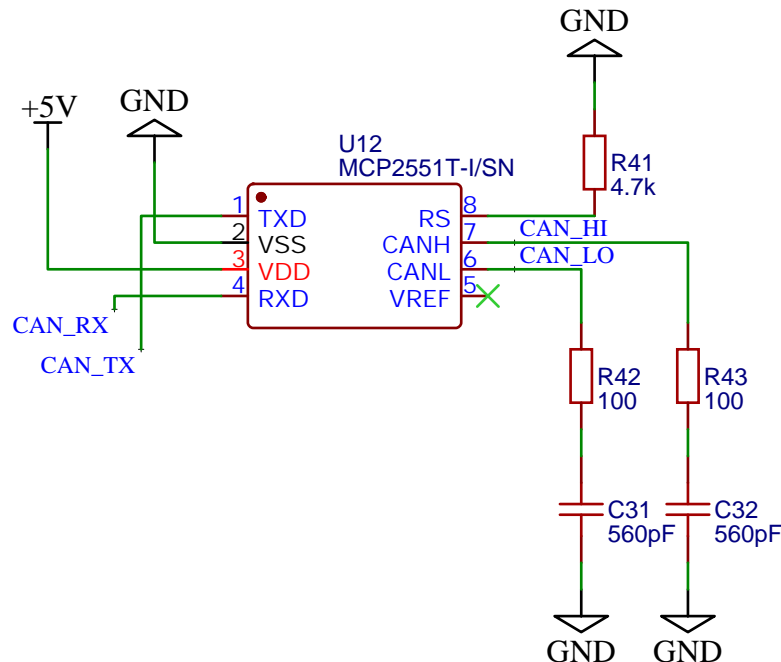 GND
+5V
GND
U12
MCP2551T-I/SN
R41
4.7k
1
TXD
2
VSS
3
VDD
4
RXD
8
RS
7
CANH
6
CANL
5
VREF
CAN_HI
CAN_LO
CAN_RX
CAN_TX
R42
100
R43
100
C31
560pF
C32
560pF
GND
GND